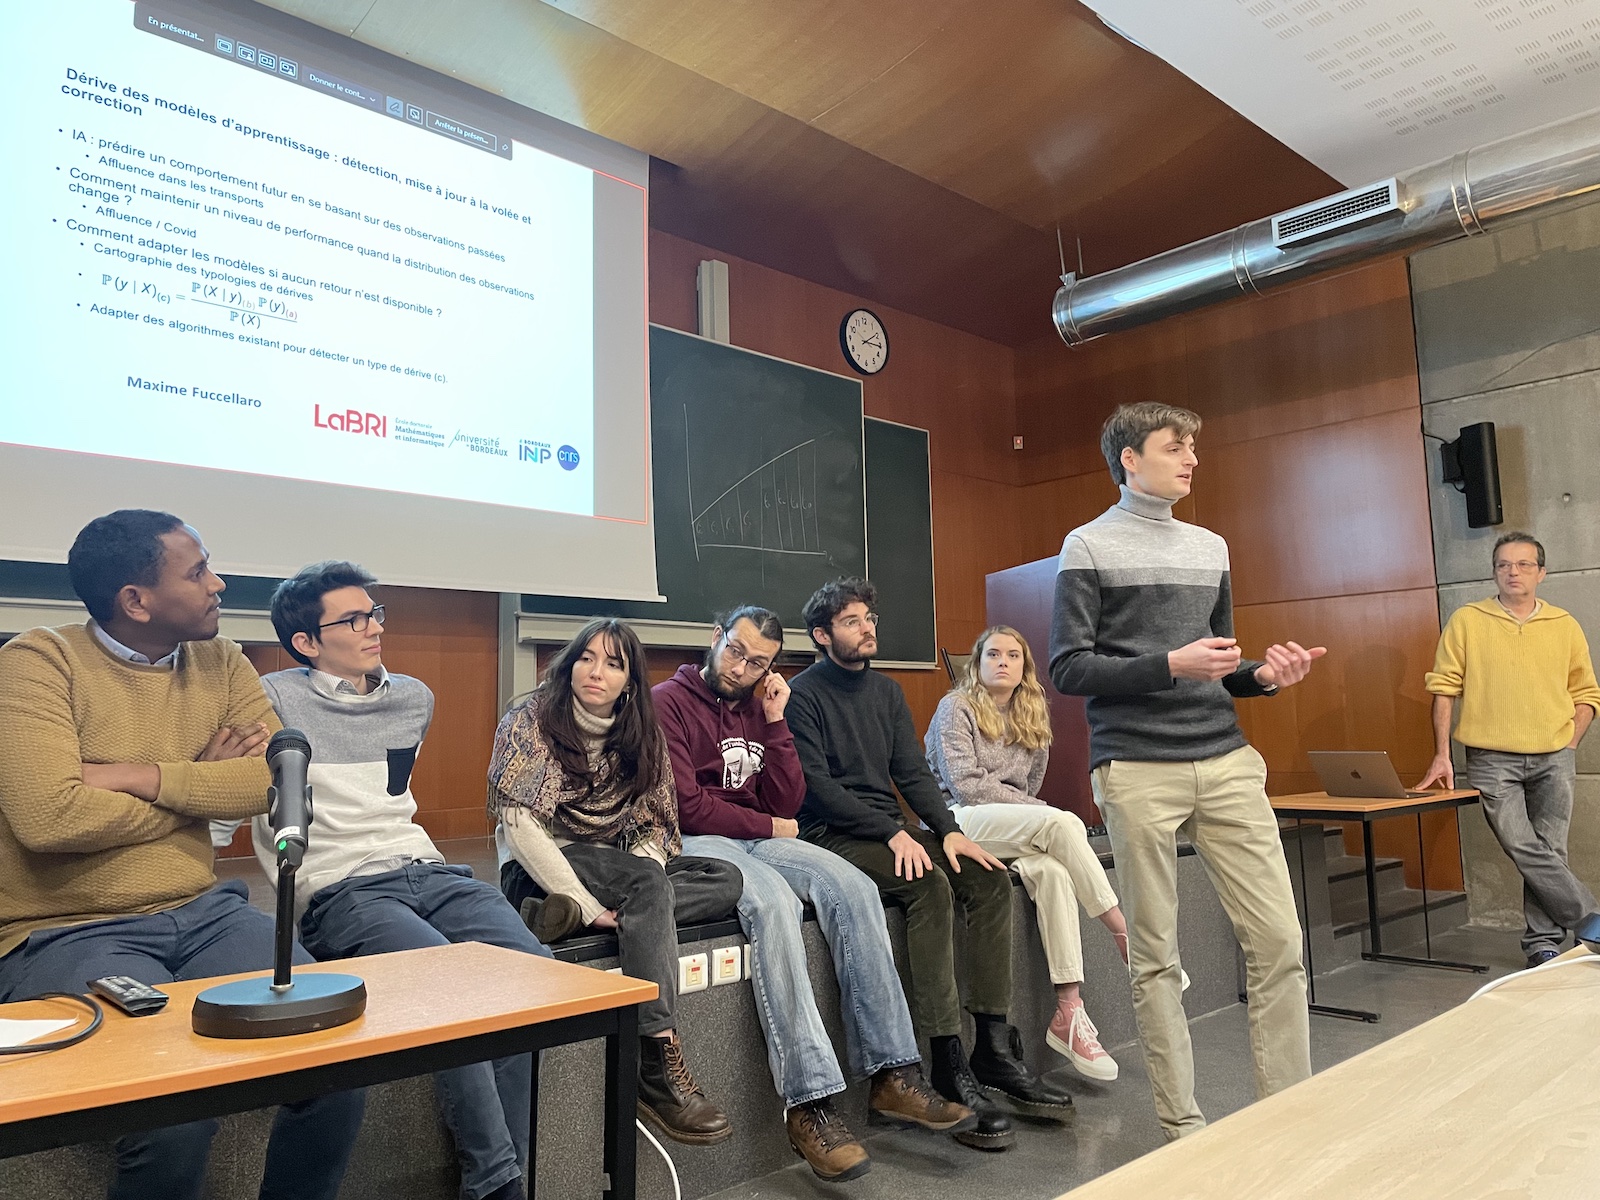 En présentat...
Donner le cont...
Arrêter la présen...
Dérive des modèles d'apprentissage : détection, mise à jour à la volée et
correction
• IA : prédire un comportement futur en se basant sur des observations passées
• Affluence dans les transports
• Comment maintenir un niveau de performance quand la distribution des observations
change ?
• Affluence / Covid
• Comment adapter les modèles si aucun retour n'est disponible ?
• Cartographie des typologies de dérives
• ℙ(y | X)(c) = ℙ(X | y)(b) ℙ(y)(a) / ℙ(X)
• Adapter des algorithmes existant pour détecter un type de dérive (c).
Maxime Fuccellaro
LaBRI
École doctorale
Mathématiques
et informatique
université
de BORDEAUX
BORDEAUX
INP
cnrs